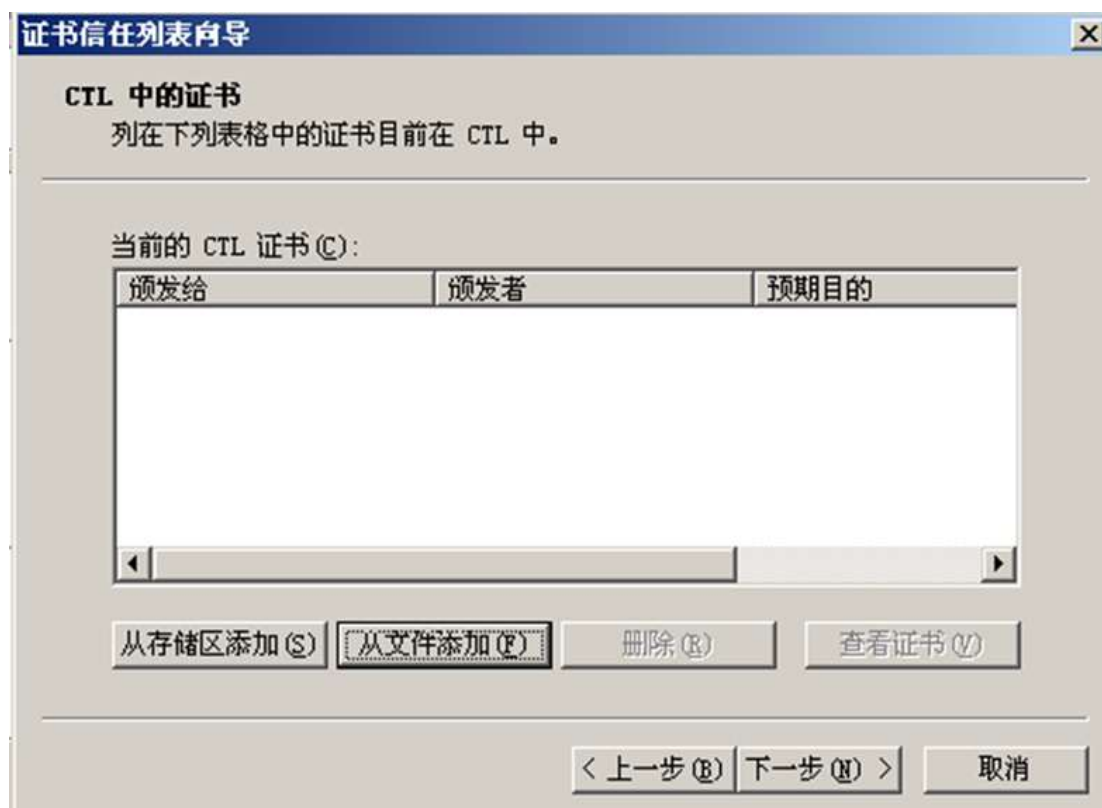 证书信任列表向导
CTL 中的证书
列在下列表格中的证书目前在 CTL 中。
当前的 CTL 证书(C):
颁发给 颁发者 预期目的
从存储区添加(S) 从文件添加(F) 删除(R) 查看证书(V)
< 上一步(B) 下一步(N) > 取消